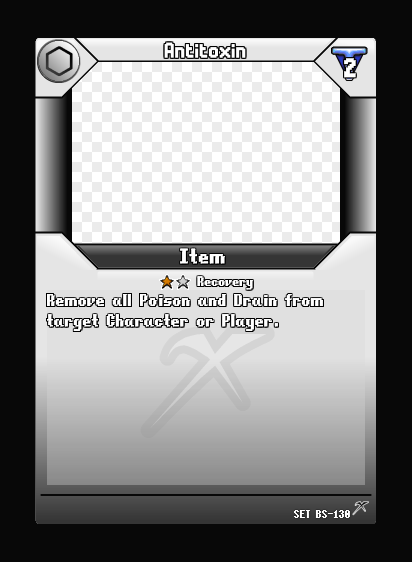 Antitoxin
2
Item
Recovery
Remove all Poison and Drain from
target Character or Player.
SET BS-130